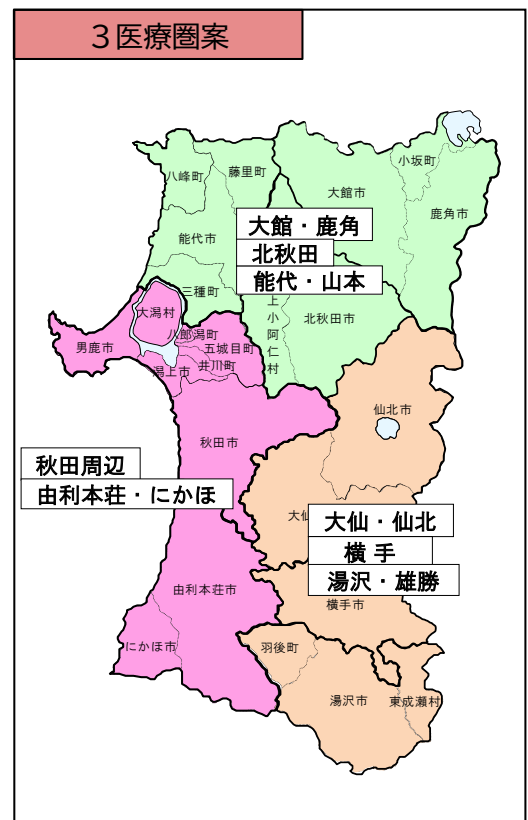 ３医療圏案
八峰町
藤里町
小坂町
大館市
鹿角市
能代市
大館・鹿角
北秋田
能代・山本
三種町
大潟村
上小阿仁村
北秋田市
八郎潟町
五城目町
男鹿市
井川町
潟上市
仙北市
秋田市
秋田周辺
由利本荘・にかほ
大仙
大仙・仙北
横 手
湯沢・雄勝
由利本荘市
横手市
にかほ市
羽後町
湯沢市
東成瀬村